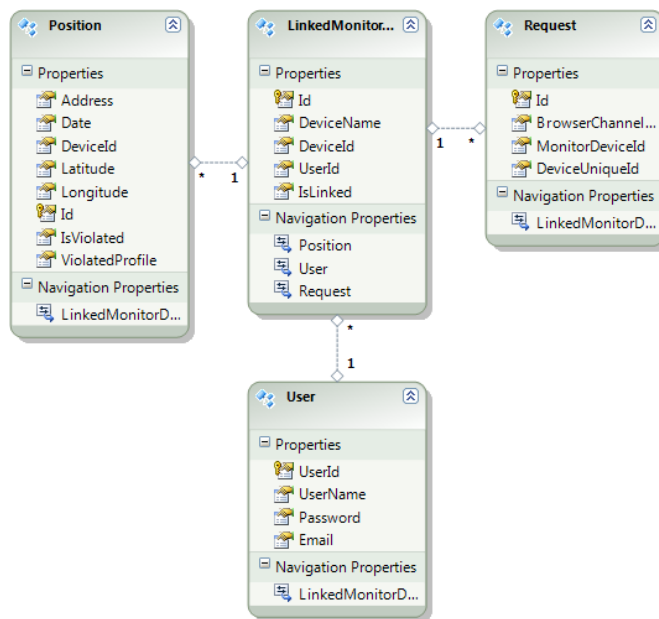 Position
Properties
Address
Date
DeviceId
Latitude
Longitude
Id
IsViolated
ViolatedProfile
Navigation Properties
LinkedMonitorD...
* 1
LinkedMonitor...
Properties
Id
DeviceName
DeviceId
UserId
IsLinked
Navigation Properties
Position
User
Request
1 *
Request
Properties
Id
BrowserChannel...
MonitorDeviceId
DeviceUniqueId
Navigation Properties
LinkedMonitorD...
*
1
User
Properties
UserId
UserName
Password
Email
Navigation Properties
LinkedMonitorD...